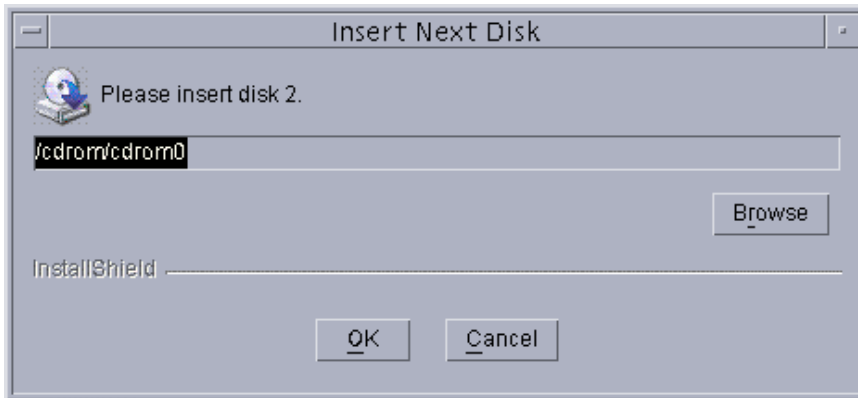 Insert Next Disk
Please insert disk 2.
/cdrom/cdrom0
Browse
InstallShield
OK Cancel